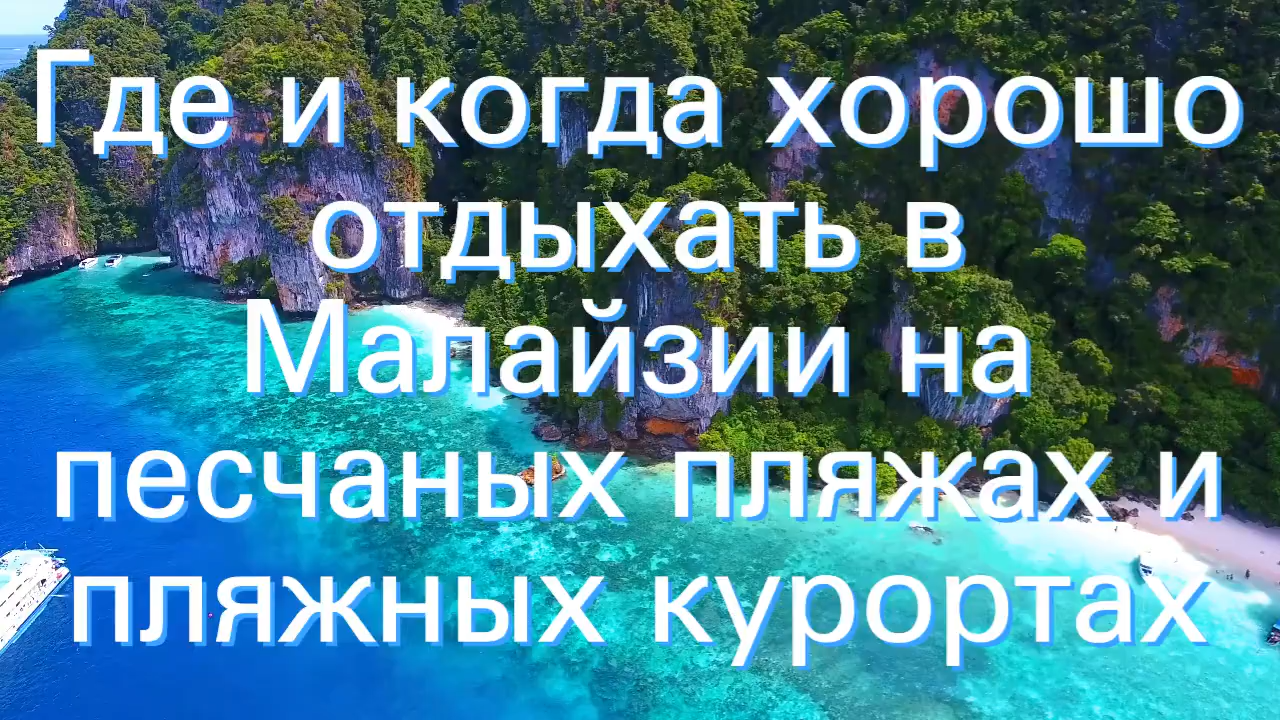 Где и когда хорошо
отдыхать в
Малайзии на
песчаных пляжах и
пляжных курортах